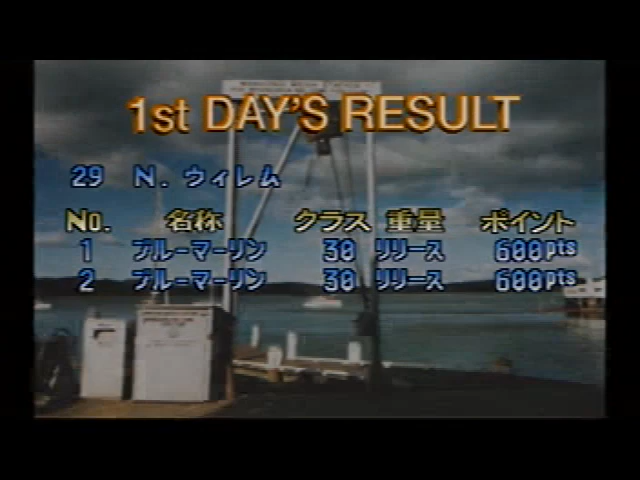 1st DAY'S RESULT
29 N. ウィレム
No. 名称 クラス 重量 ポイント
1 ブルーマーリン 30 リリース 600pts
2 ブルーマーリン 30 リリース 600pts